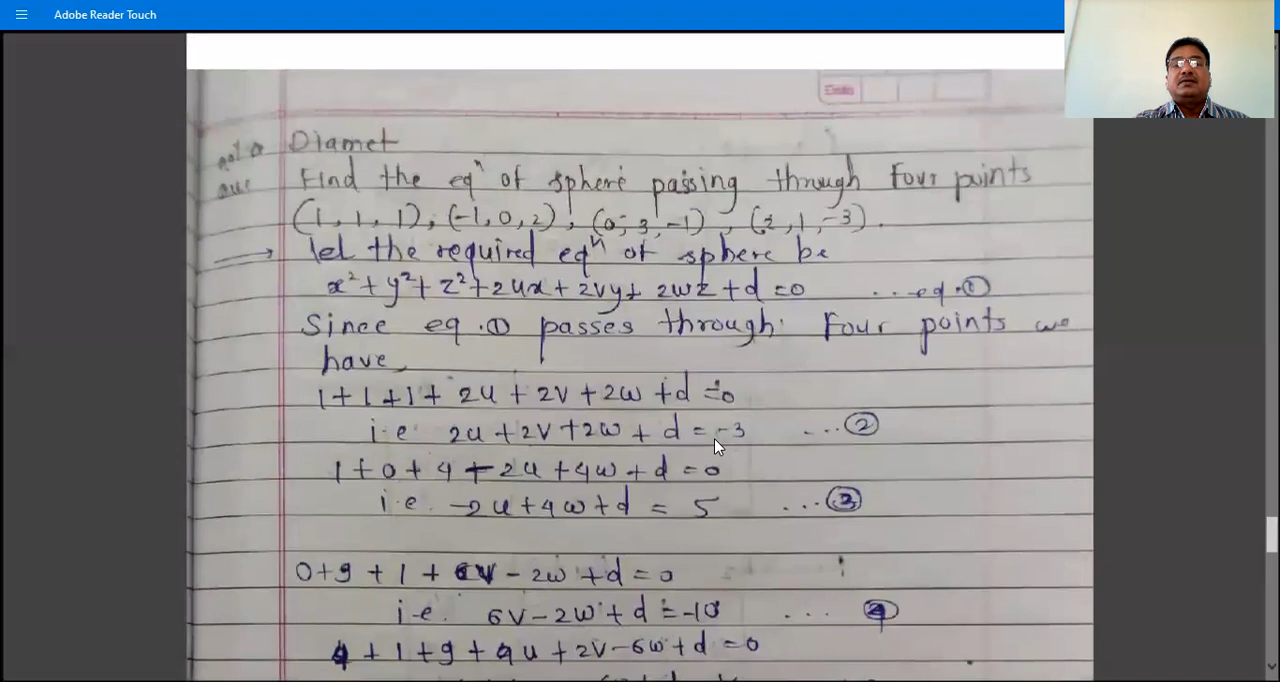 Adobe Reader Touch
Date
Diamet
Find the eqⁿ of sphere passing through Four points
(1, 1, 1), (-1, 0, 2), (0, 3, -1), (2, 1, -3).
let the required eqⁿ of sphere be
x² + y² + z² + 2ux + 2vy + 2wz + d = 0 ...eq.①
Since eq.① passes through Four points we
have,
1 + 1 + 1 + 2u + 2v + 2w + d = 0
i.e 2u + 2v + 2w + d = -3 ...②
1 + 0 + 4 - 2u + 4w + d = 0
i.e. -2u + 4w + d = 5 ...③
0 + 9 + 1 + 6v - 2w + d = 0
i.e. 6v - 2w + d = -10 ... ④
4 + 1 + 9 + 4u + 2v - 6w + d = 0